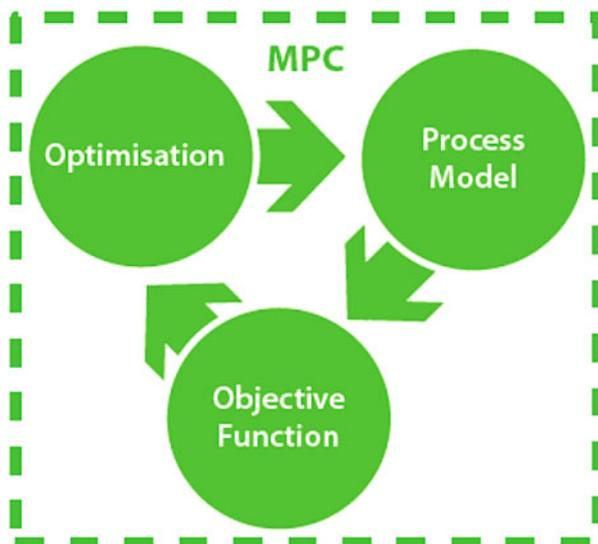 MPC
Optimisation
Process
Model
Objective
Function